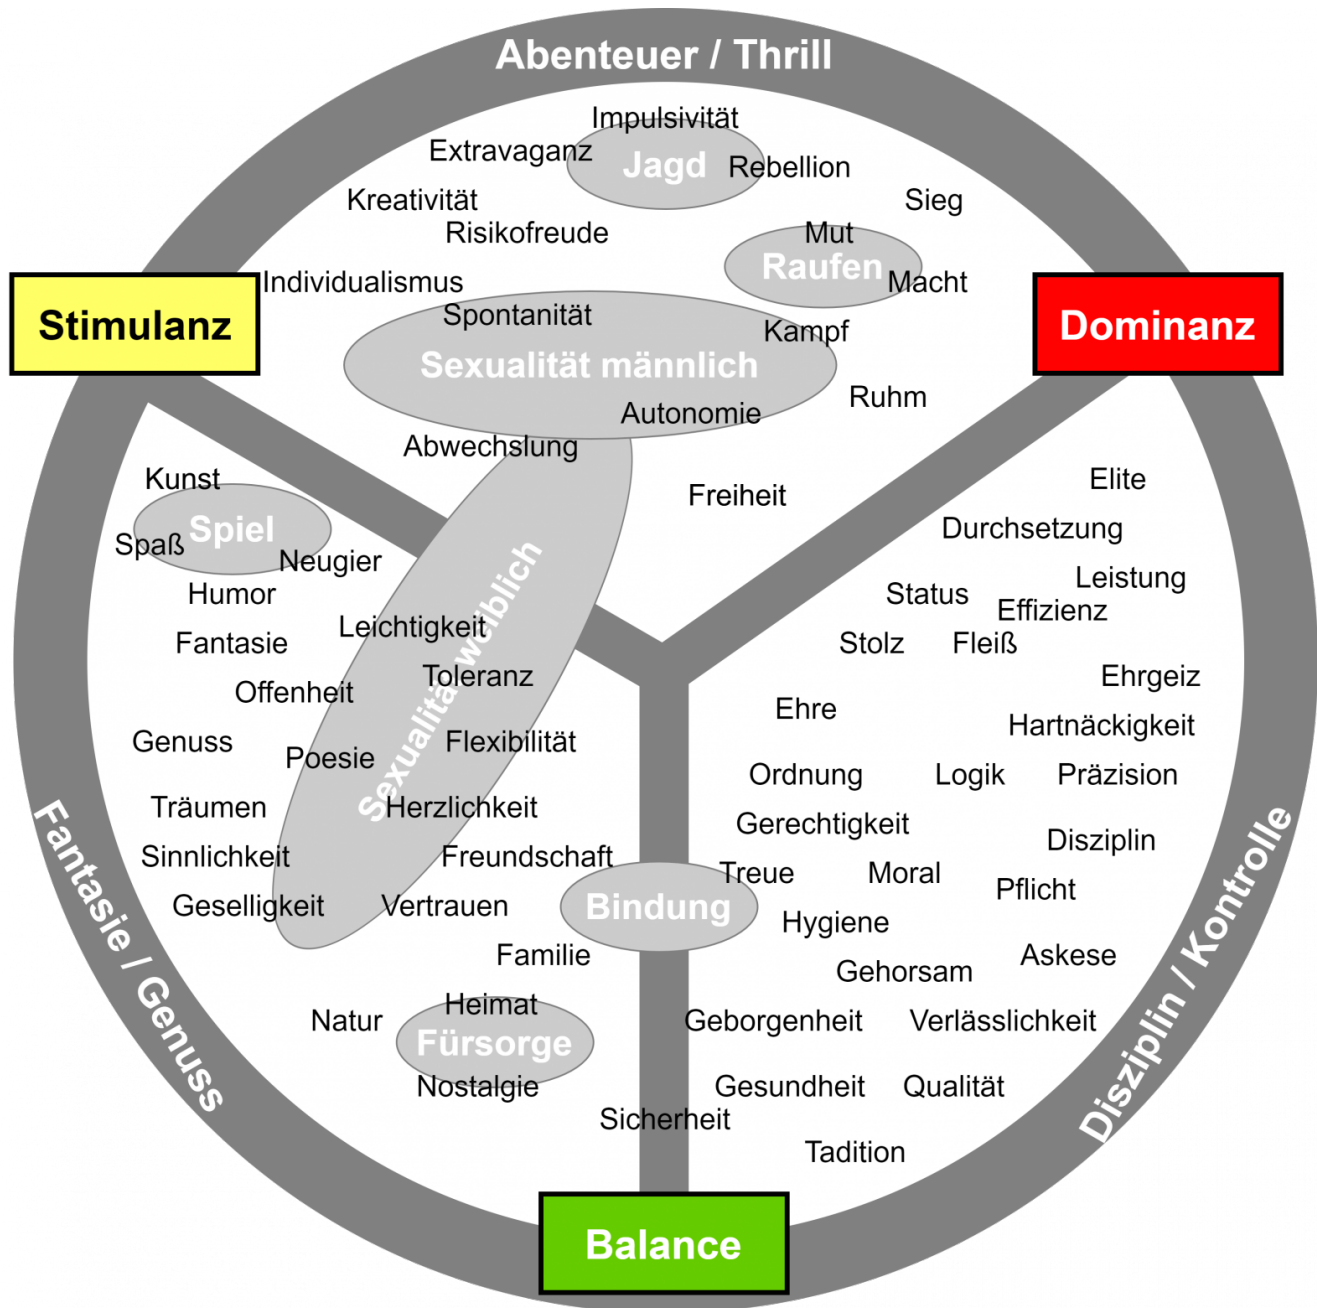 Abenteuer / Thrill
Impulsivität
Extravaganz
Jagd
Rebellion
Kreativität
Sieg
Risikofreude
Mut
Raufen
Individualismus
Macht
Stimulanz
Spontanität
Kampf
Dominanz
Sexualität männlich
Ruhm
Autonomie
Abwechslung
Kunst
Freiheit
Elite
Spiel
Durchsetzung
Spaß
Neugier
Leistung
Humor
Status
Effizienz
Sexualität weiblich
Leichtigkeit
Fantasie
Stolz
Fleiß
Toleranz
Ehrgeiz
Offenheit
Ehre
Hartnäckigkeit
Genuss
Flexibilität
Poesie
Ordnung
Logik
Präzision
Träumen
Herzlichkeit
Gerechtigkeit
Disziplin
Sinnlichkeit
Freundschaft
Treue
Moral
Pflicht
Geselligkeit
Vertrauen
Bindung
Hygiene
Familie
Askese
Gehorsam
Fantasie / Genuss
Disziplin / Kontrolle
Heimat
Natur
Geborgenheit
Verlässlichkeit
Fürsorge
Nostalgie
Gesundheit
Qualität
Sicherheit
Tadition
Balance